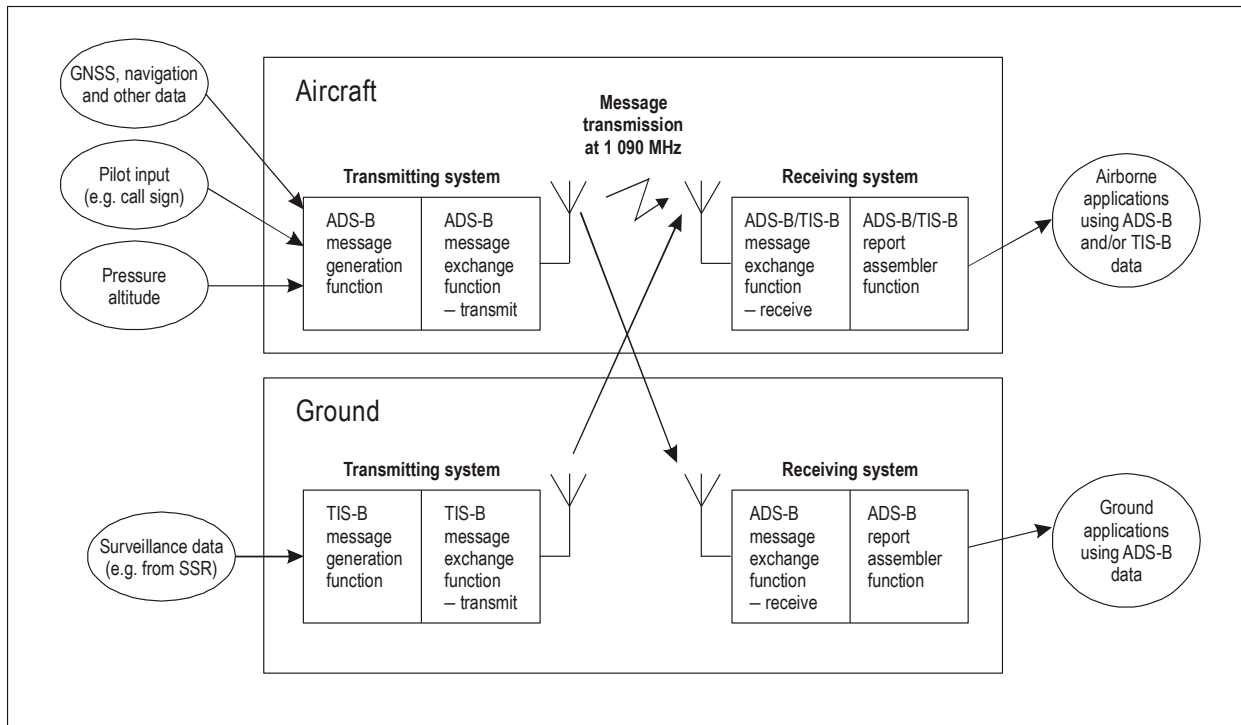 GNSS, navigation
and other data
Pilot input
(e.g. call sign)
Pressure
altitude
Aircraft
Message
transmission
at 1 090 MHz
Transmitting system
ADS-B
message
generation
function
ADS-B
message
exchange
function
— transmit
Receiving system
ADS-B/TIS-B
message
exchange
function
— receive
ADS-B/TIS-B
report
assembler
function
Airborne
applications
using ADS-B
and/or TIS-B
data
Ground
Surveillance data
(e.g. from SSR)
Transmitting system
TIS-B
message
generation
function
TIS-B
message
exchange
function
— transmit
Receiving system
ADS-B
message
exchange
function
— receive
ADS-B
report
assembler
function
Ground
applications
using ADS-B
data